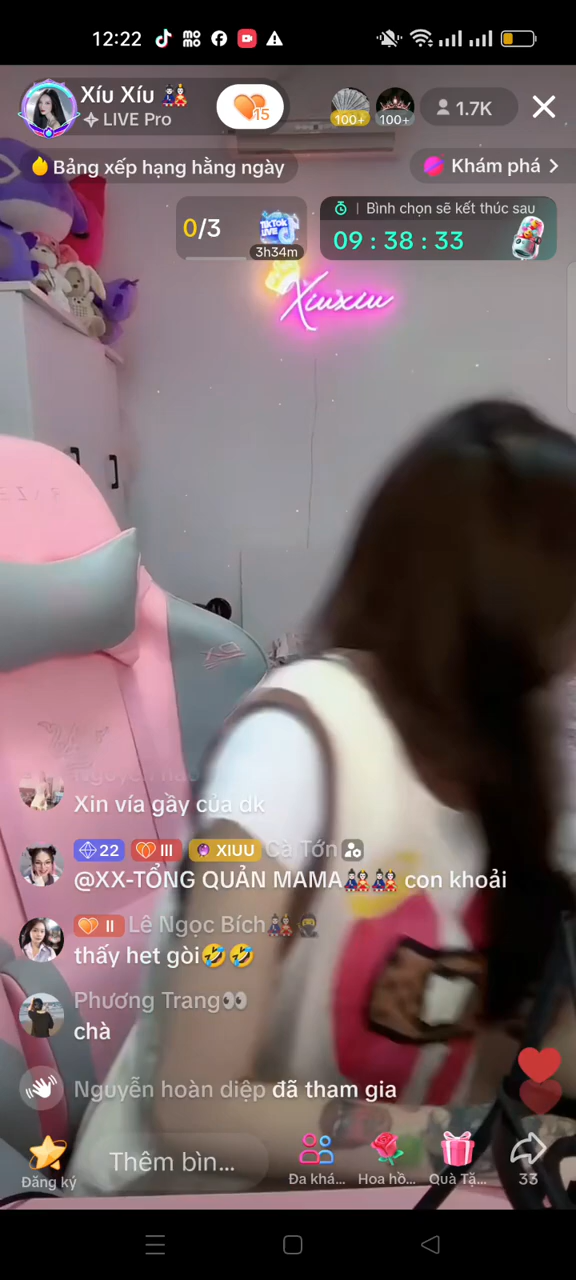 12:22
Xíu Xíu
LIVE Pro
15
100+
100+
1.7K
Bảng xếp hạng hằng ngày
Khám phá
0/3
TikTok LIVE
3h34m
Bình chọn sẽ kết thúc sau
09 : 38 : 33
Xiuxiu
Xin vía gầy của dk
22 III XIUU Cà Tớn
@XX-TỔNG QUẢN MAMA🎎🎎 con khoải
II Lê Ngọc Bích🎎🥷
thấy het gòi🤣🤣
Phương Trang👀
chà
Nguyễn hoàn diệp đã tham gia
Đăng ký
Thêm bìn...
Đa khá...
Hoa hồ...
Quà Tặ...
33